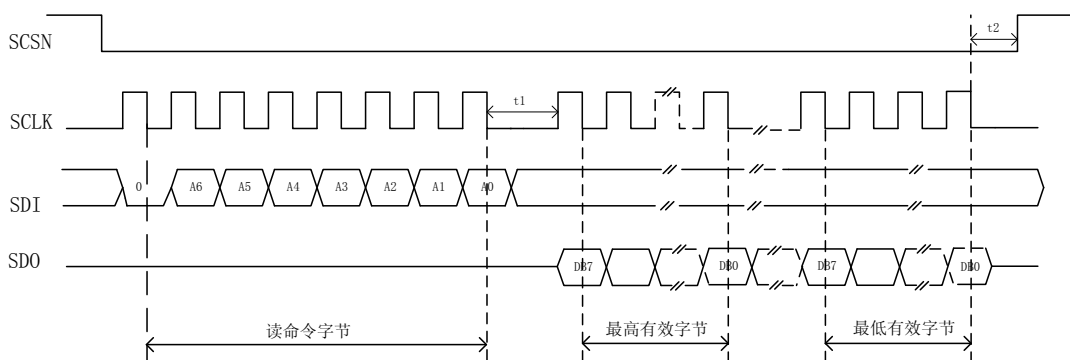 SCSN
t2
SCLK
t1
SDI
0 A6 A5 A4 A3 A2 A1 A0
SDO
DB7 DB0 DB7 DB0
读命令字节
最高有效字节
最低有效字节